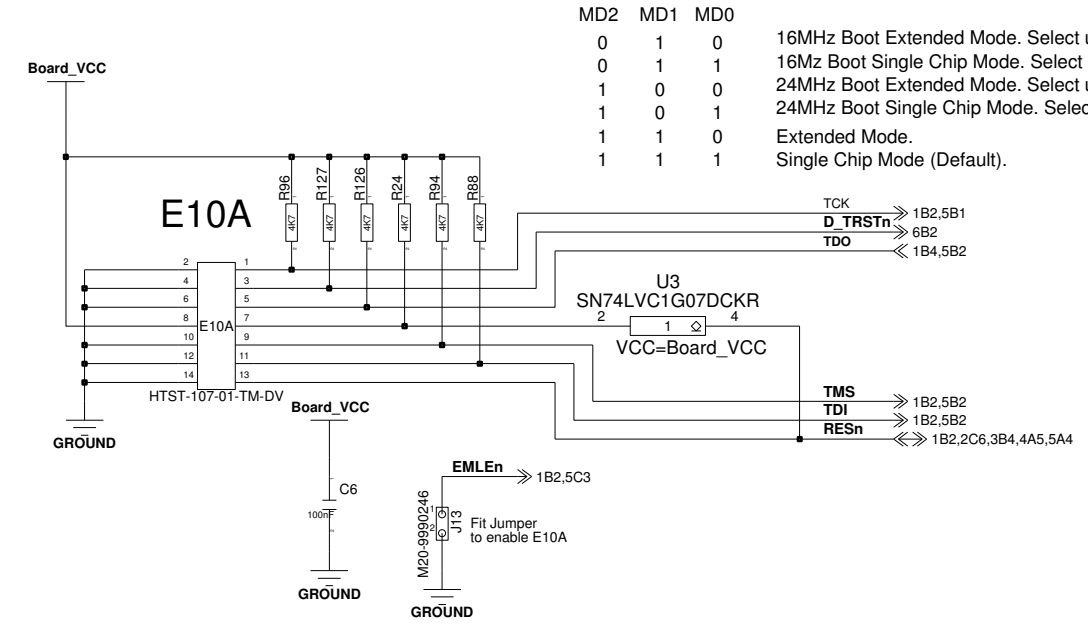 MD2 MD1 MD0
0 1 0 16MHz Boot Extended Mode. Select
0 1 1 16Mz Boot Single Chip Mode. Select
1 0 0 24MHz Boot Extended Mode. Select
1 0 1 24MHz Boot Single Chip Mode. Selec
1 1 0 Extended Mode.
1 1 1 Single Chip Mode (Default).
Board_VCC
R96 R127 R126 R24 R94 R88
4K7 4K7 4K7 4K7 4K7 4K7
E10A
TCK 1B2,5B1
D_TRSTn 6B2
TDO 1B4,5B2
2 1
4 3
6 5
8 E10A 7
10 9
12 11
14 13
HTST-107-01-TM-DV
U3
SN74LVC1G07DCKR
2 1 4
VCC=Board_VCC
TMS 1B2,5B2
TDI 1B2,5B2
RESn 1B2,2C6,3B4,4A5,5A4
GROUND
Board_VCC
C6
100nF
GROUND
EMLEn 1B2,5C3
M20-9990246
1
2
J13
Fit Jumper
to enable E10A
GROUND